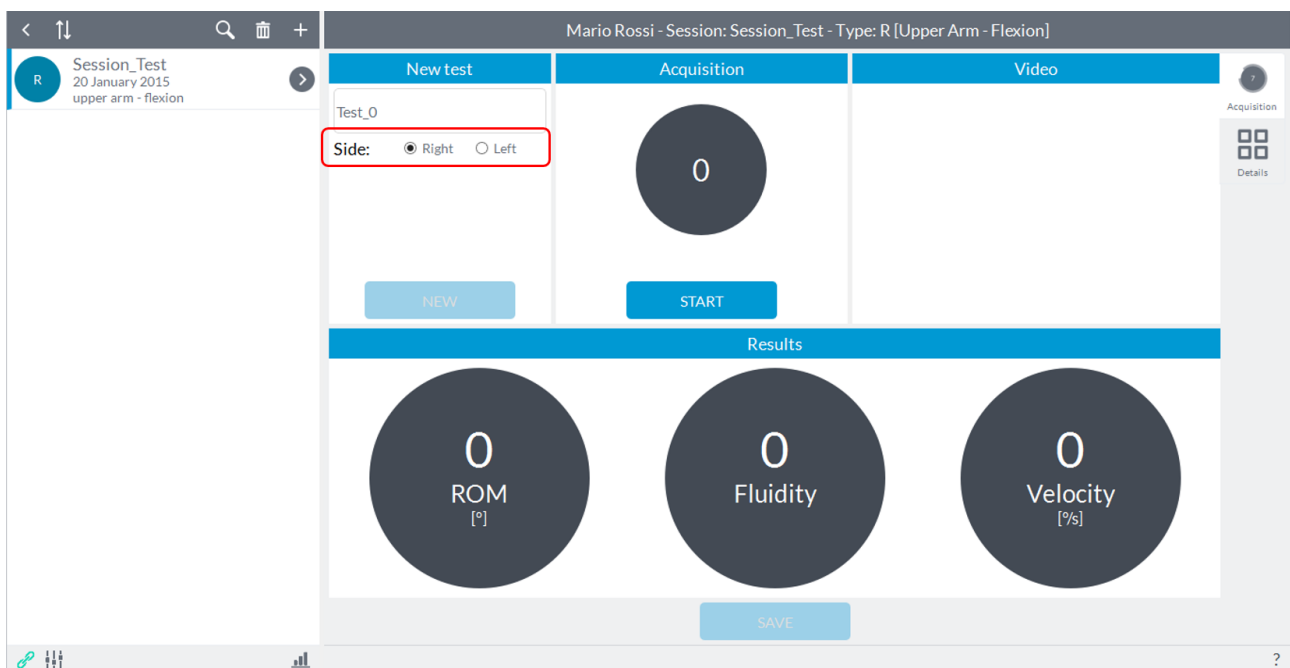 Mario Rossi - Session: Session_Test - Type: R [Upper Arm - Flexion]
R
Session_Test
20 January 2015
upper arm - flexion
New test
Acquisition
Video
Test_0
Side: Right Left
0
NEW
START
7
Acquisition
Details
Results
0
ROM
[°]
0
Fluidity
0
Velocity
[°/s]
SAVE
?